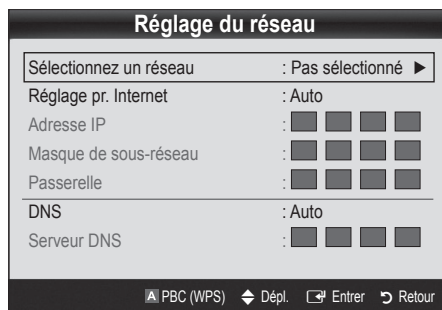 Réglage du réseau
Sélectionnez un réseau : Pas sélectionné ▶
Réglage pr. Internet : Auto
Adresse IP :
Masque de sous-réseau :
Passerelle :
DNS : Auto
Serveur DNS :
A PBC (WPS) Dépl. Entrer Retour